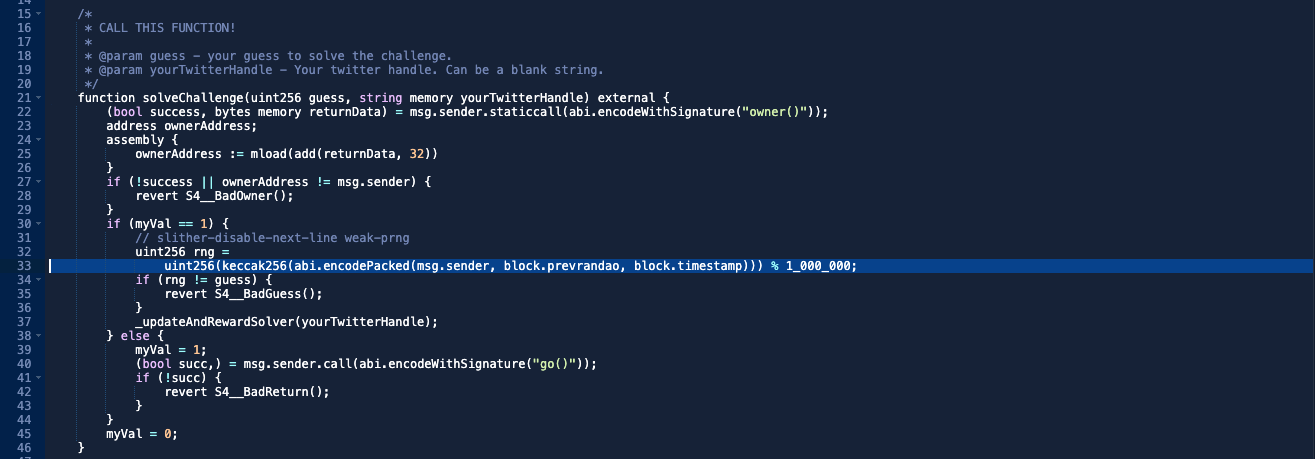 14
15 /*
16 * CALL THIS FUNCTION!
17 *
18 * @param guess - your guess to solve the challenge.
19 * @param yourTwitterHandle - Your twitter handle. Can be a blank string.
20 */
21 function solveChallenge(uint256 guess, string memory yourTwitterHandle) external {
22 (bool success, bytes memory returnData) = msg.sender.staticcall(abi.encodeWithSignature("owner()"));
23 address ownerAddress;
24 assembly {
25 ownerAddress := mload(add(returnData, 32))
26 }
27 if (!success || ownerAddress != msg.sender) {
28 revert S4__BadOwner();
29 }
30 if (myVal == 1) {
31 // slither-disable-next-line weak-prng
32 uint256 rng =
33 uint256(keccak256(abi.encodePacked(msg.sender, block.prevrandao, block.timestamp))) % 1_000_000;
34 if (rng != guess) {
35 revert S4__BadGuess();
36 }
37 _updateAndRewardSolver(yourTwitterHandle);
38 } else {
39 myVal = 1;
40 (bool succ,) = msg.sender.call(abi.encodeWithSignature("go()"));
41 if (!succ) {
42 revert S4__BadReturn();
43 }
44 }
45 myVal = 0;
46 }
47